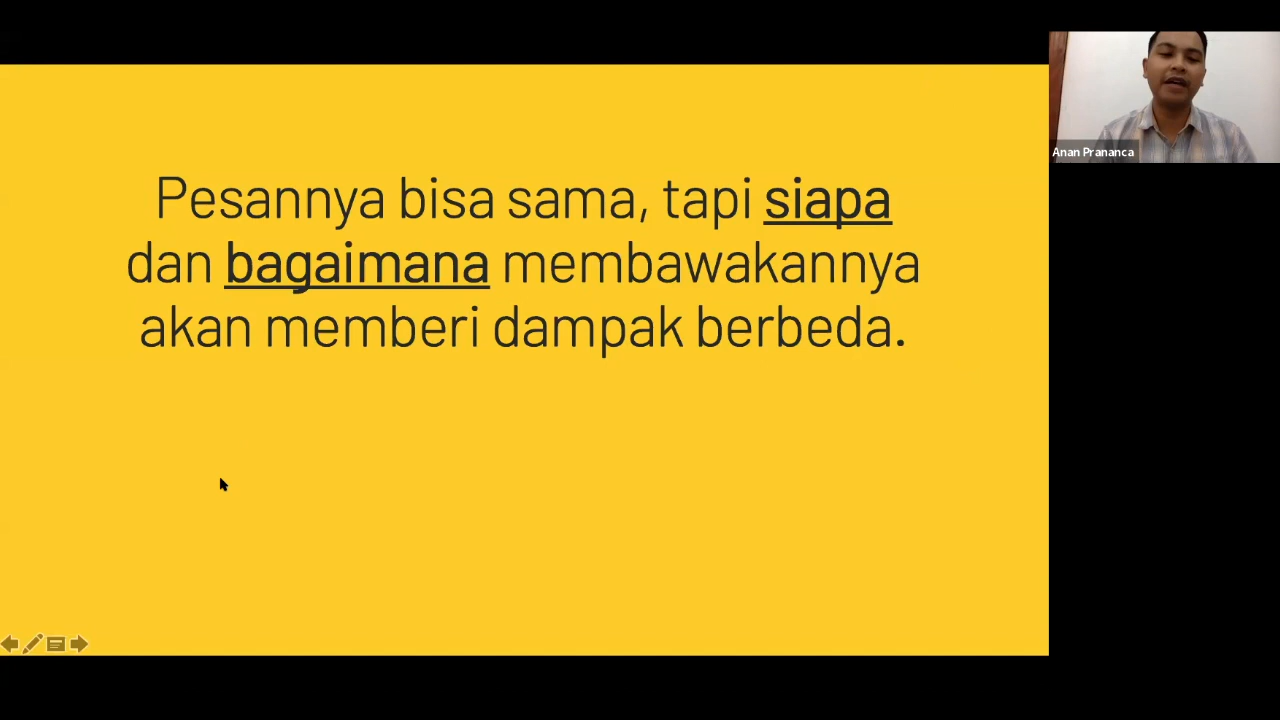 Pesannya bisa sama, tapi siapa
dan bagaimana membawakannya
akan memberi dampak berbeda.
Anan Prananca